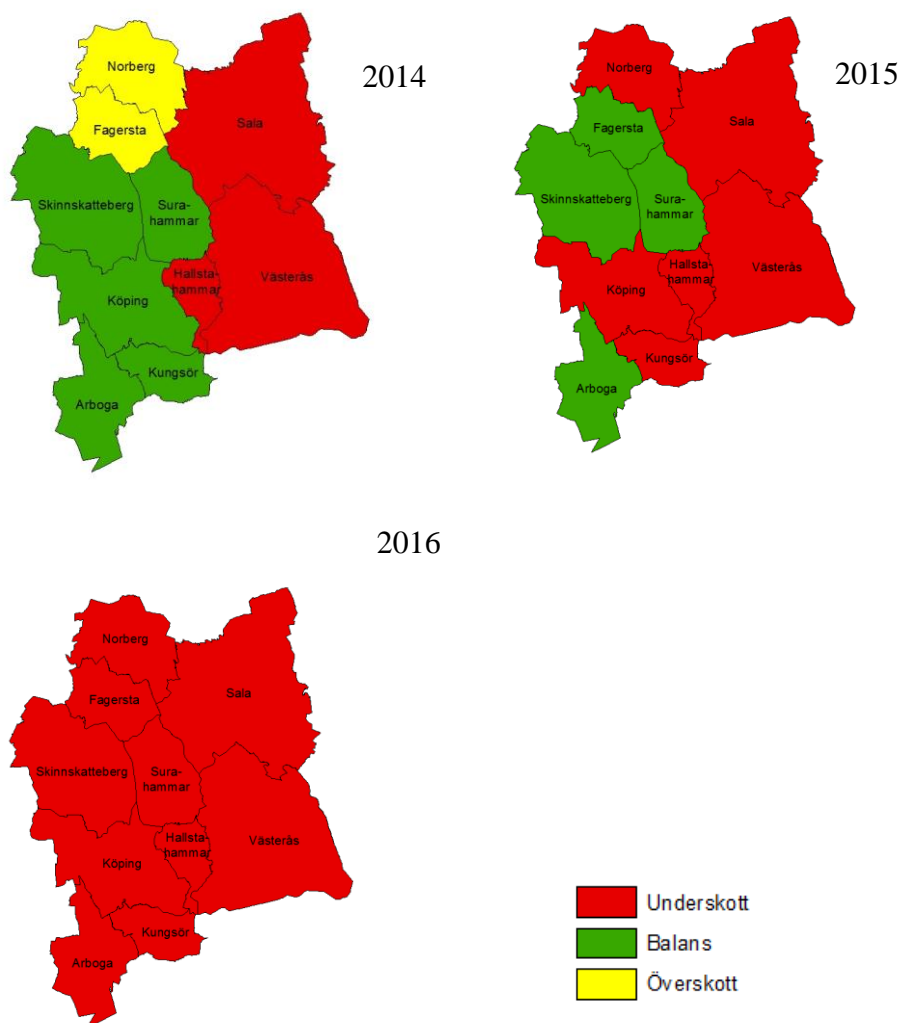 2014
Norberg
Fagersta
Sala
Skinnskatteberg
Sura-
hammar
Hallsta-
hammar
Västerås
Köping
Kungsör
Arboga
2015
Norberg
Fagersta
Sala
Skinnskatteberg
Sura-
hammar
Hallsta-
hammar
Västerås
Köping
Kungsör
Arboga
2016
Norberg
Fagersta
Sala
Skinnskatteberg
Sura-
hammar
Hallsta-
hammar
Västerås
Köping
Kungsör
Arboga
Underskott
Balans
Överskott